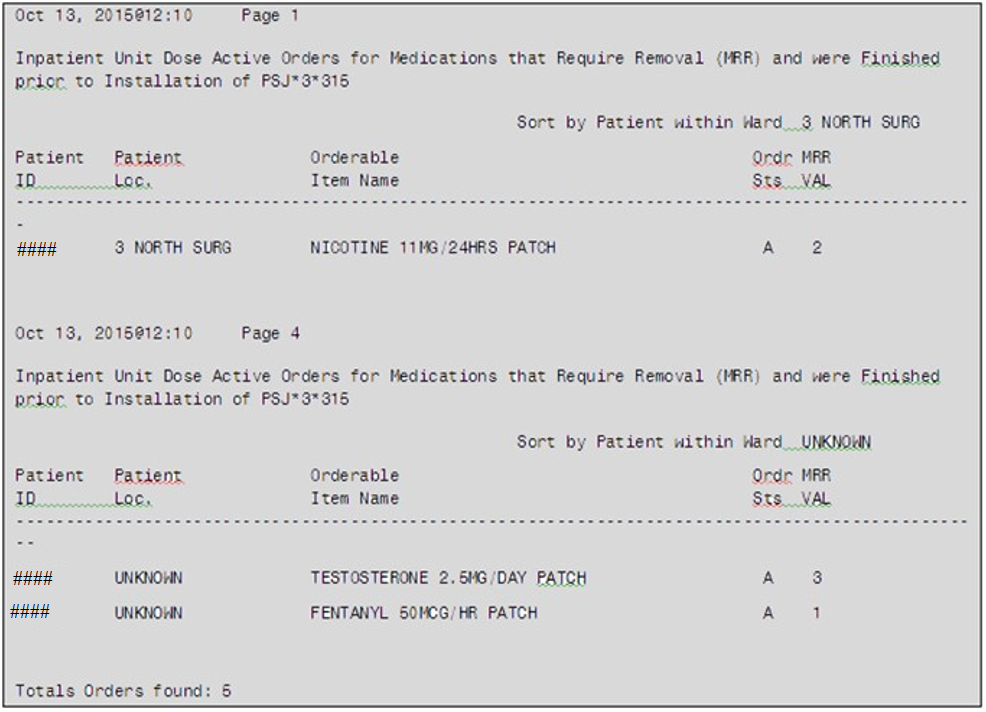 Oct 13, 2015@12:10 Page 1
Inpatient Unit Dose Active Orders for Medications that Require Removal (MRR) and were Finished
prior to Installation of PSJ*3*315
Sort by Patient within Ward 3 NORTH SURG
Patient Patient Orderable Ordr MRR
ID Loc. Item Name Sts VAL
-------------------------------------------------------------------------------------------------
-
#### 3 NORTH SURG NICOTINE 11MG/24HRS PATCH A 2
Oct 13, 2015@12:10 Page 4
Inpatient Unit Dose Active Orders for Medications that Require Removal (MRR) and were Finished
prior to Installation of PSJ*3*315
Sort by Patient within Ward UNKNOWN
Patient Patient Orderable Ordr MRR
ID Loc. Item Name Sts VAL
-------------------------------------------------------------------------------------------------
--
#### UNKNOWN TESTOSTERONE 2.5MG/DAY PATCH A 3
#### UNKNOWN FENTANYL 50MCG/HR PATCH A 1
Totals Orders found: 5